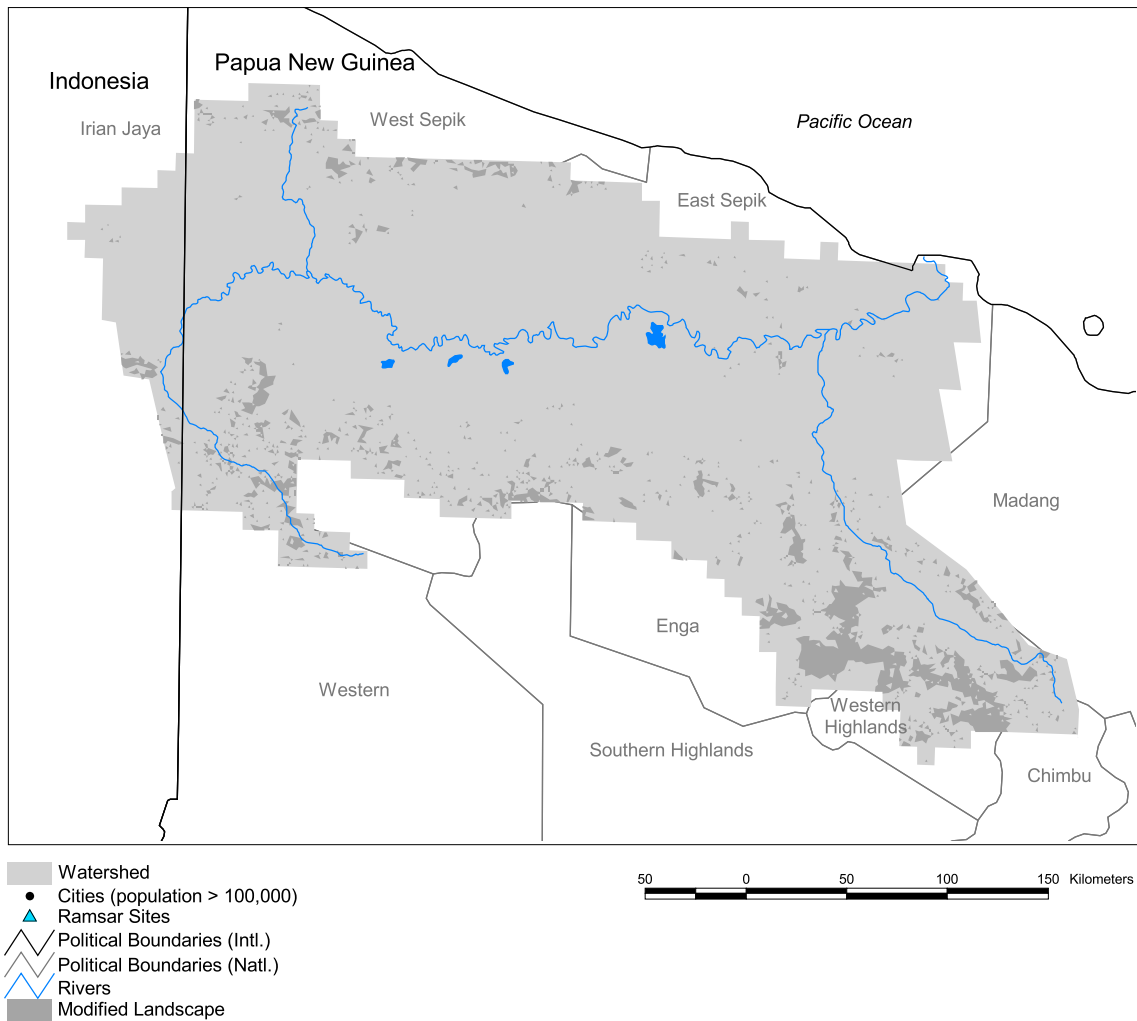 Papua New Guinea
Indonesia
Irian Jaya
West Sepik
Pacific Ocean
East Sepik
Madang
Enga
Western
Western
Highlands
Southern Highlands
Chimbu
Watershed
Cities (population > 100,000)
Ramsar Sites
Political Boundaries (Intl.)
Political Boundaries (Natl.)
Rivers
Modified Landscape
50 0 50 100 150 Kilometers